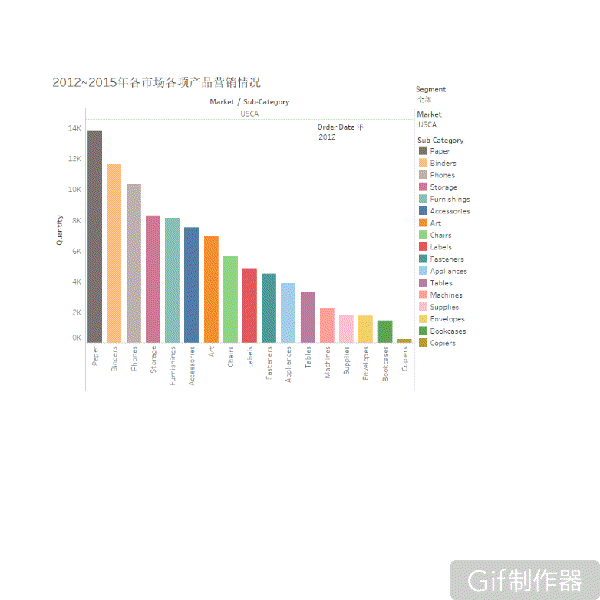 2012~2015年各市场各项产品营销情况
Market / Sub-Category
USCA
Order Date 年
2012
Quantity
14K
12K
10K
8K
6K
4K
2K
0K
Paper
Binders
Phones
Storage
Furnishings
Accessories
Art
Chairs
Labels
Fasteners
Appliances
Tables
Machines
Supplies
Envelopes
Bookcases
Copiers
Segment
全部
Market
USCA
Sub Category
Paper
Binders
Phones
Storage
Furnishings
Accessories
Art
Chairs
Labels
Fasteners
Appliances
Tables
Machines
Supplies
Envelopes
Bookcases
Copiers
Gif制作器